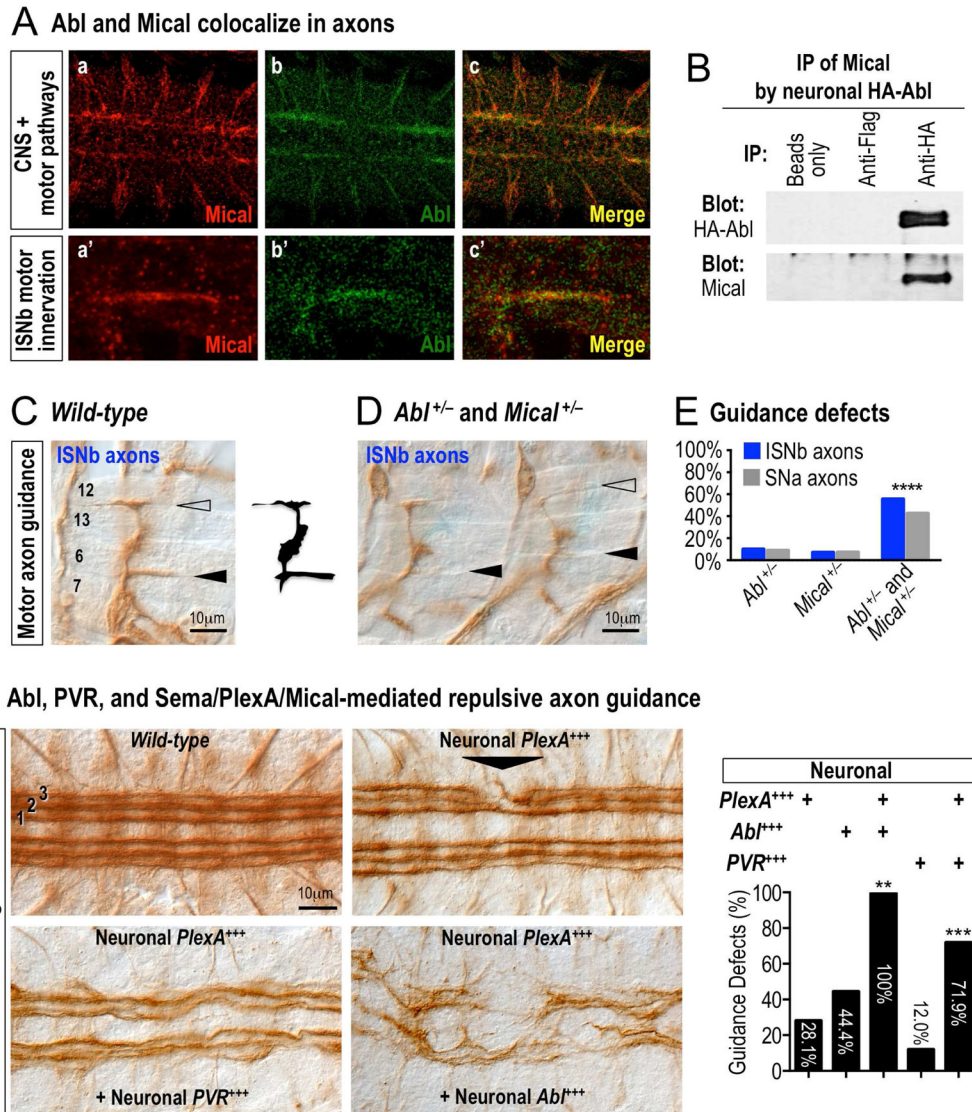 A Abl and Mical colocalize in axons
CNS +
motor pathways
a
Mical
b
Abl
c
Merge
ISNb motor
innervation
a'
Mical
b'
Abl
c'
Merge
B
IP of Mical
by neuronal HA-Abl
IP:
Beads
only
Anti-Flag
Anti-HA
Blot:
HA-Abl
Blot:
Mical
C Wild-type
Motor axon guidance
ISNb axons
12
13
6
7
10μm
D Abl+/– and Mical+/–
ISNb axons
10μm
E Guidance defects
ISNb axons
SNa axons
100%
80%
60%
40%
20%
0%
****
Abl+/–
Mical+/–
Abl+/– and
Mical+/–
Abl, PVR, and Sema/PlexA/Mical-mediated repulsive axon guidance
Wild-type
1 2 3
10μm
Neuronal PlexA+++
Neuronal PlexA+++
+ Neuronal PVR+++
Neuronal PlexA+++
+ Neuronal Abl+++
Neuronal
PlexA+++ + + +
Abl+++ + +
PVR+++ + +
Guidance Defects (%)
100
80
60
40
20
0
28.1%
44.4%
**
100%
12.0%
***
71.9%